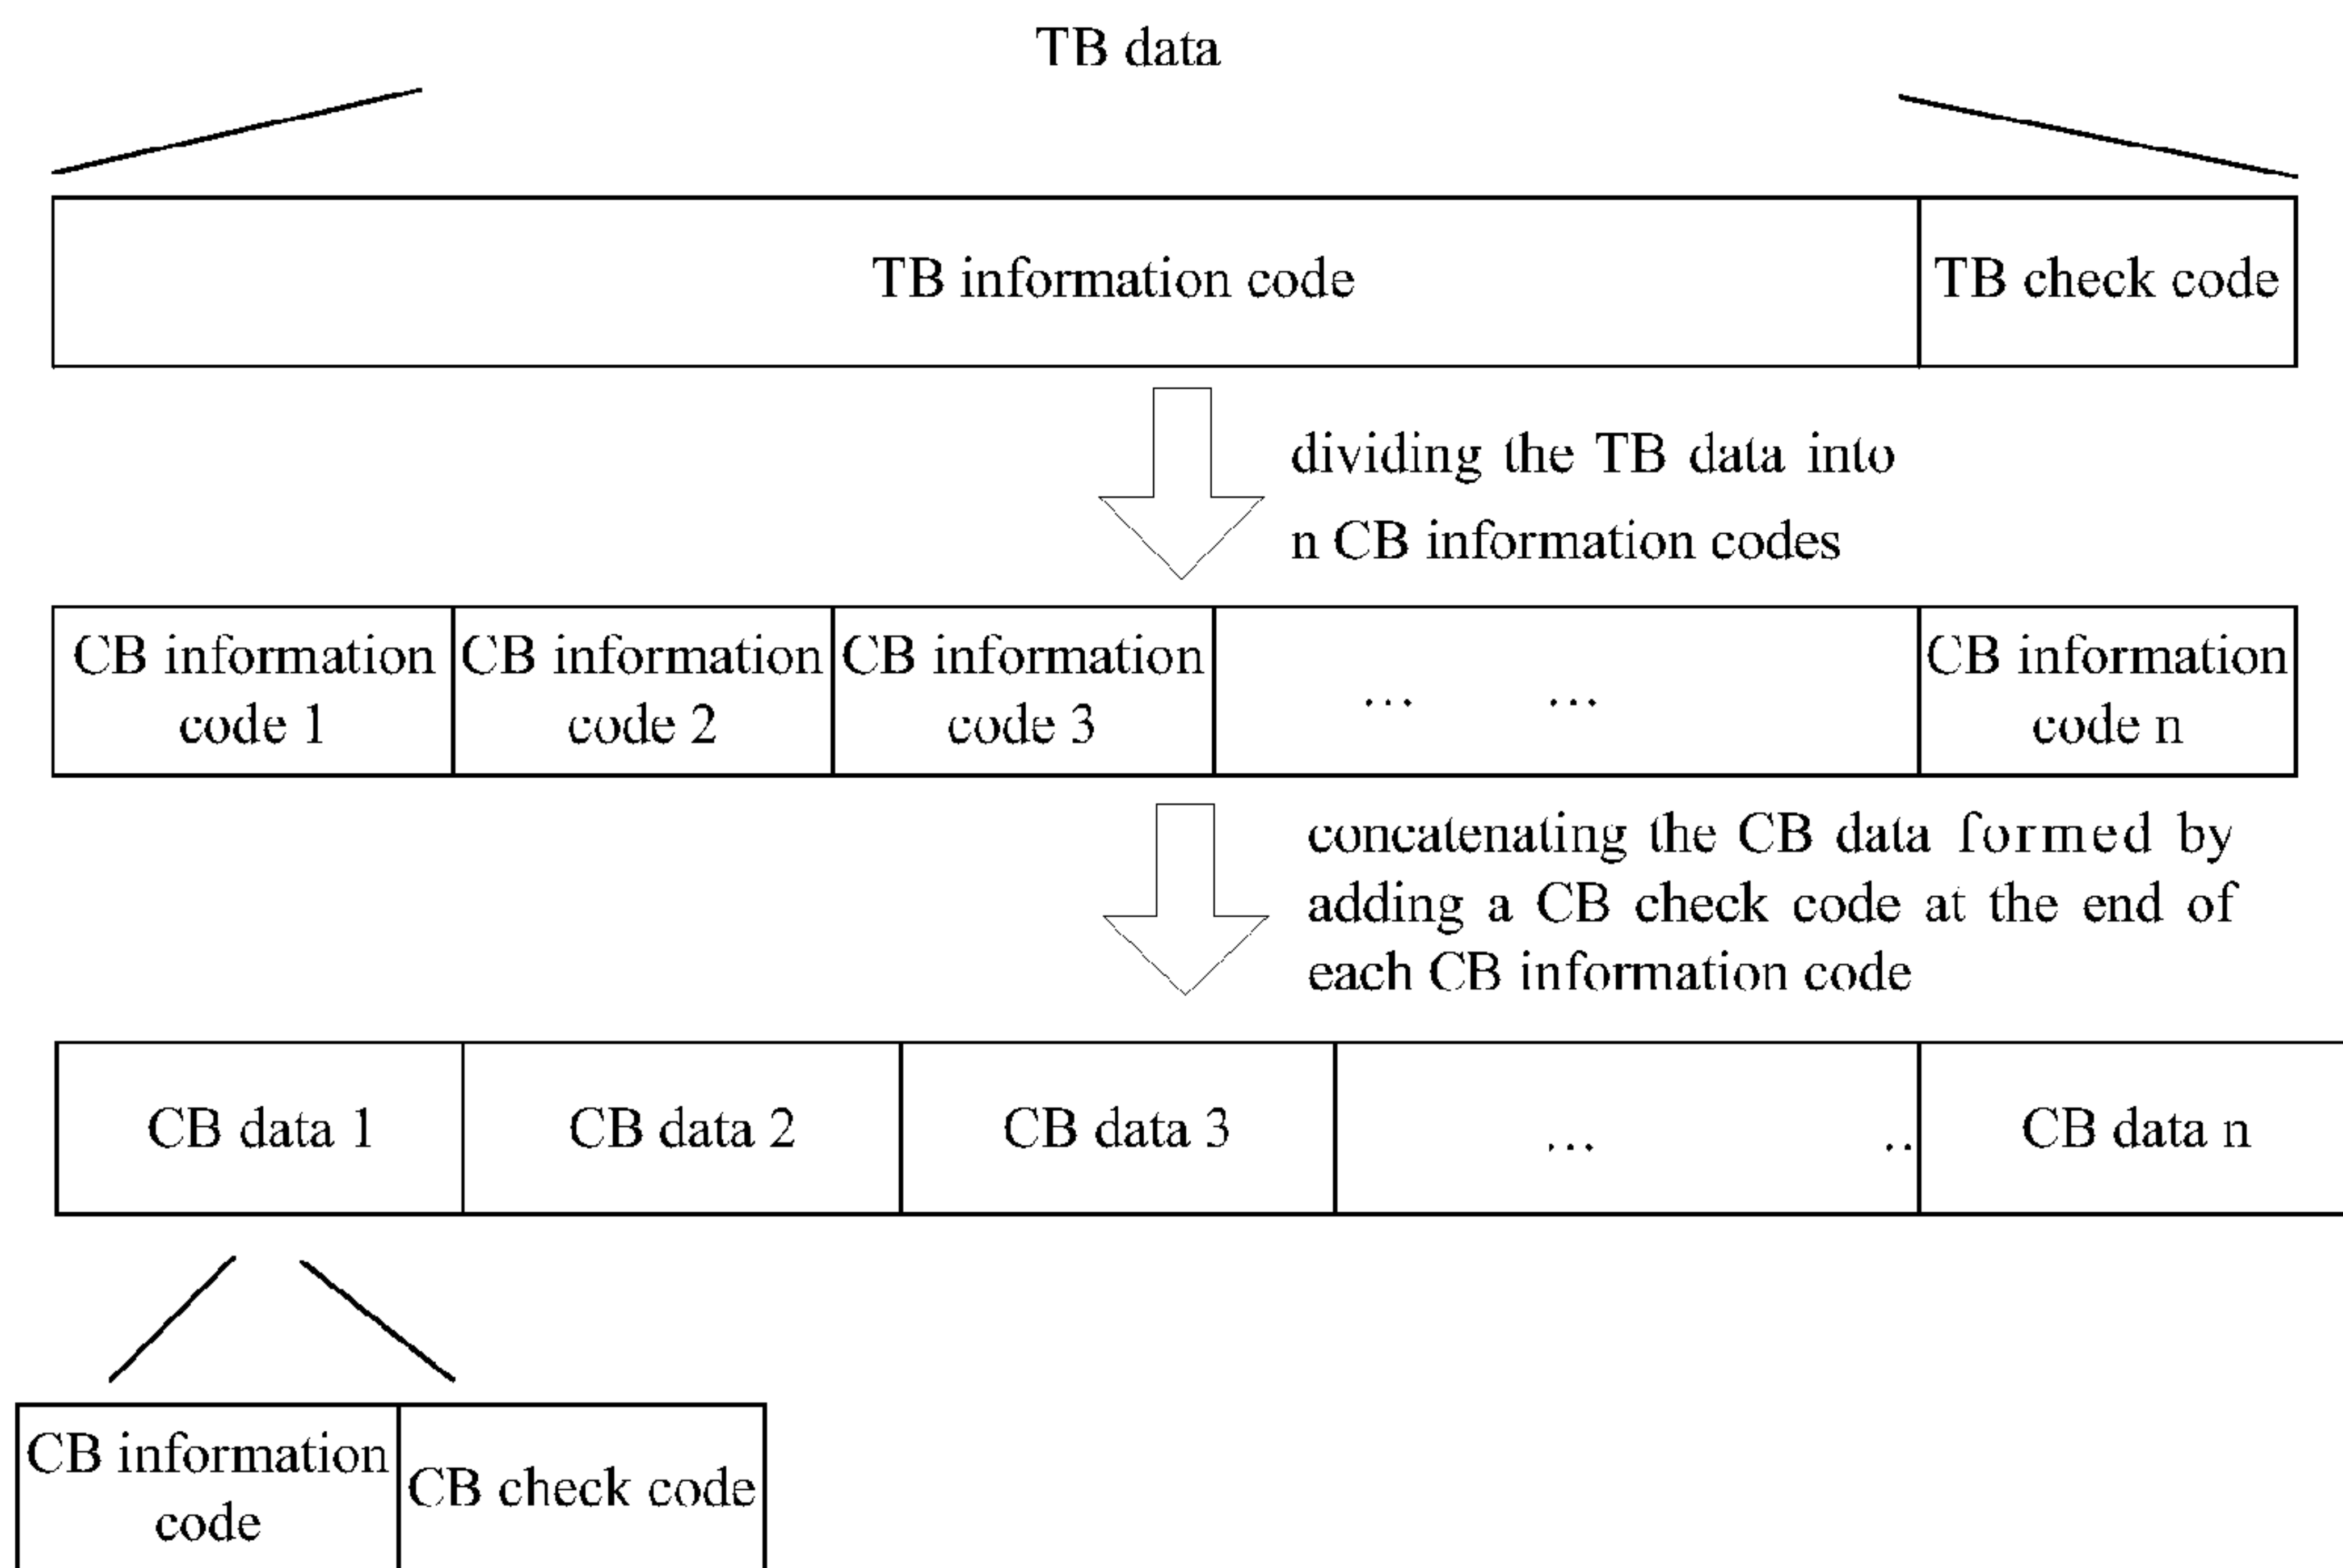 TB data
TB information code TB check code
dividing the TB data into
n CB information codes
CB information CB information CB information CB information
code 1 code 2 code 3 … … code n
concatenating the CB data formed by
adding a CB check code at the end of
each CB information code
CB data 1 CB data 2 CB data 3 … .. CB data n
CB information
code
CB check code